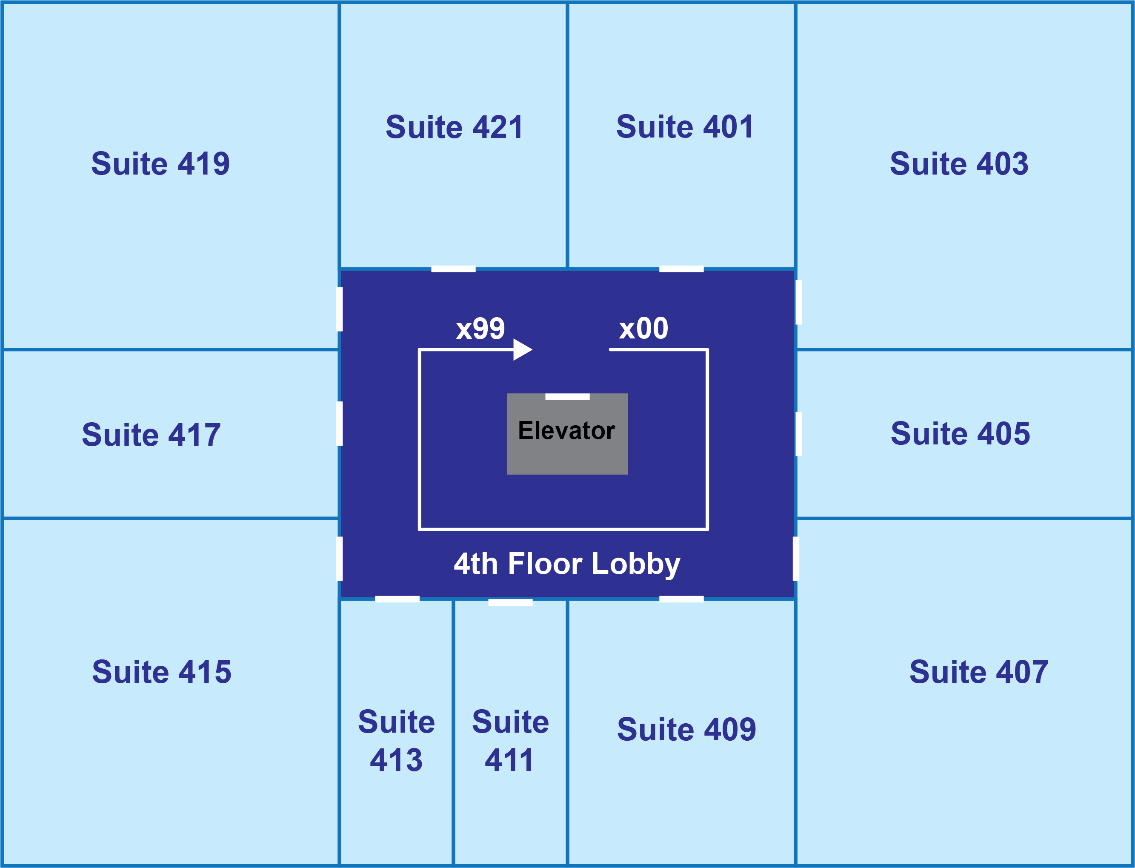 Suite 421
Suite 401
Suite 419
Suite 403
x99
x00
Elevator
Suite 417
Suite 405
4th Floor Lobby
Suite 415
Suite 407
Suite
413
Suite
411
Suite 409